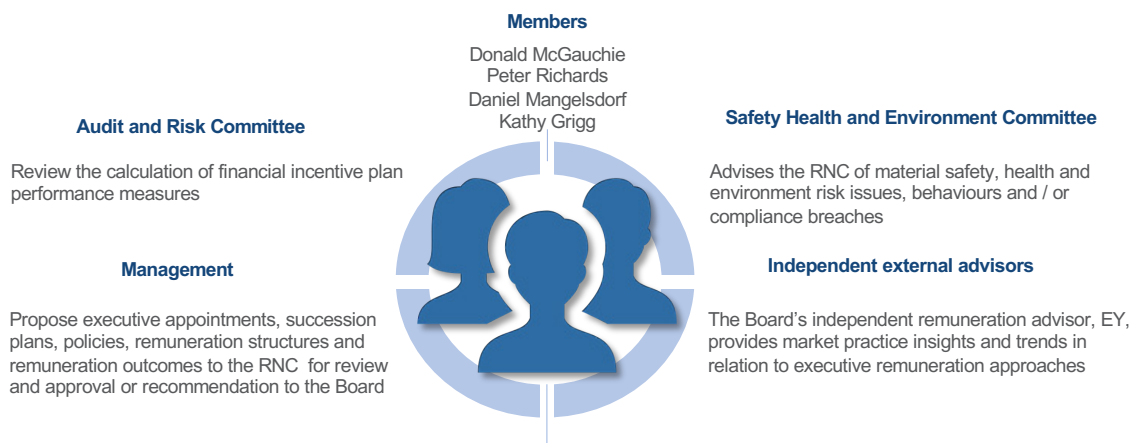 Members
Donald McGauchie
Peter Richards
Daniel Mangelsdorf
Kathy Grigg
Audit and Risk Committee
Review the calculation of financial incentive plan
performance measures
Safety Health and Environment Committee
Advises the RNC of material safety, health and
environment risk issues, behaviours and / or
compliance breaches
Management
Propose executive appointments, succession
plans, policies, remuneration structures and
remuneration outcomes to the RNC for review
and approval or recommendation to the Board
Independent external advisors
The Board's independent remuneration advisor, EY,
provides market practice insights and trends in
relation to executive remuneration approaches